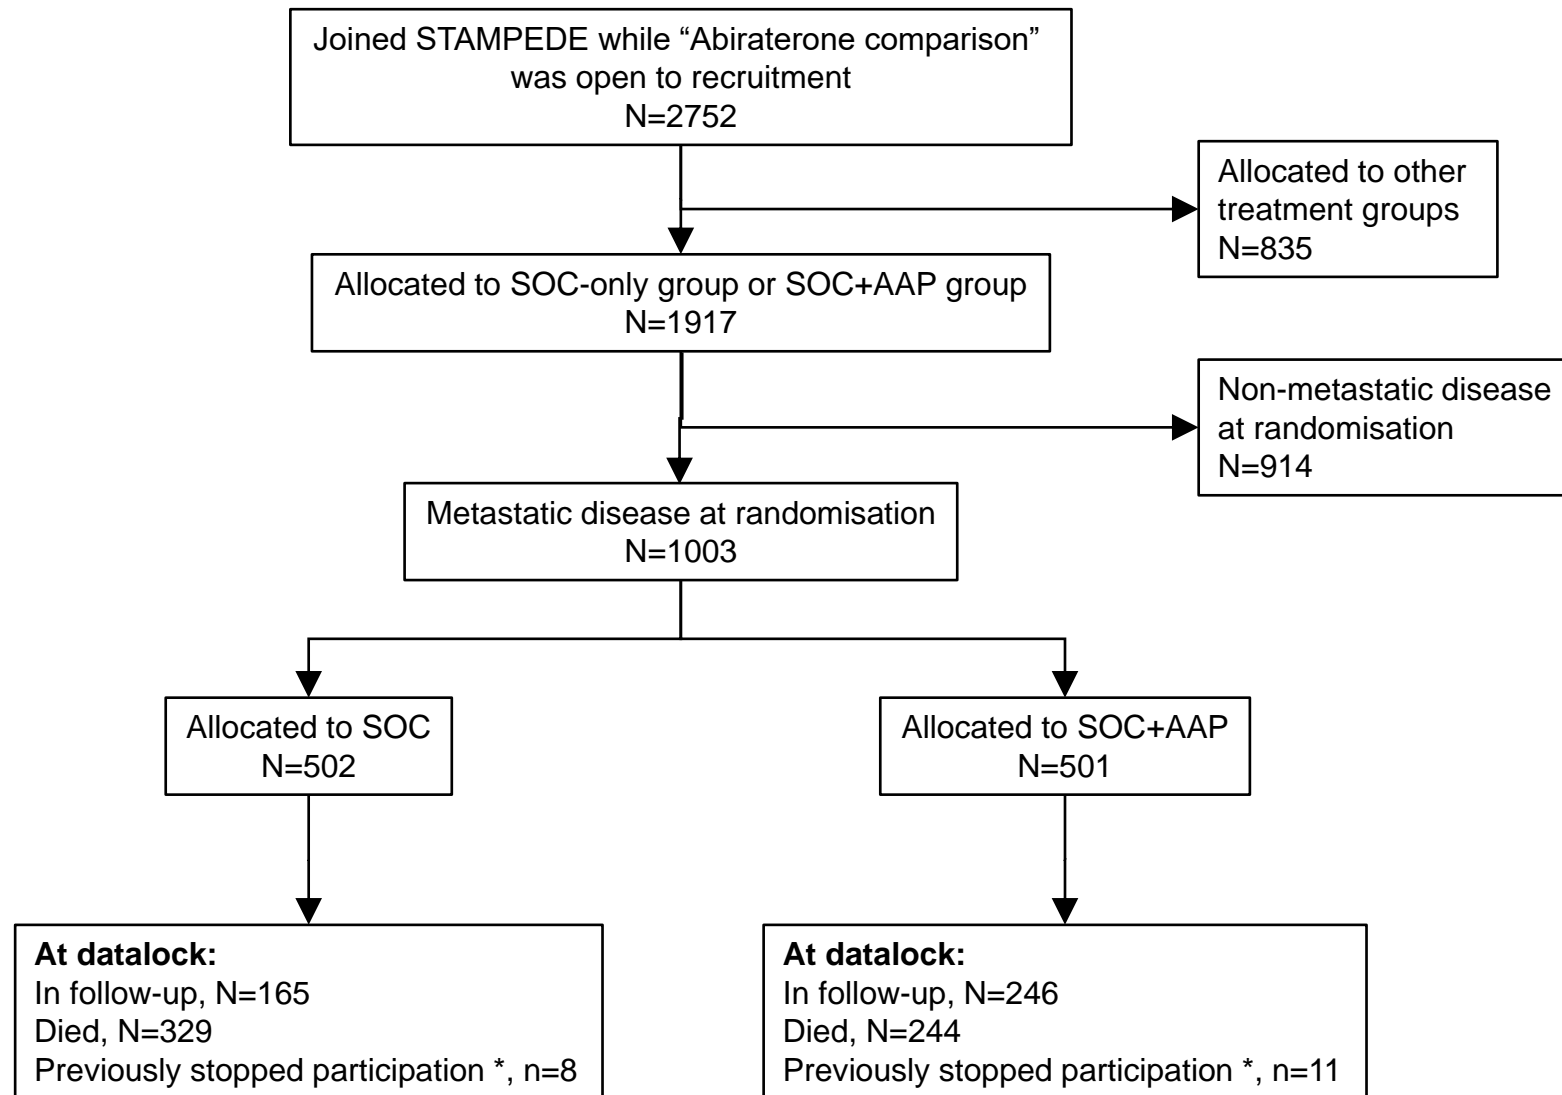 Joined STAMPEDE while “Abiraterone comparison”
was open to recruitment
N=2752
Allocated to other
treatment groups
N=835
Allocated to SOC-only group or SOC+AAP group
N=1917
Non-metastatic disease
at randomisation
N=914
Metastatic disease at randomisation
N=1003
Allocated to SOC
N=502
Allocated to SOC+AAP
N=501
At datalock:
In follow-up, N=165
Died, N=329
Previously stopped participation *, n=8
At datalock:
In follow-up, N=246
Died, N=244
Previously stopped participation *, n=11